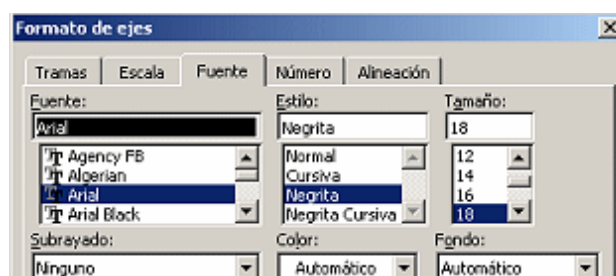 Formato de ejes
Tramas Escala Fuente Número Alineación
Fuente: Estilo: Tamaño:
Arial Negrita 18
Agency FB Normal 12
Algerian Cursiva 14
Arial Negrita 16
Arial Black Negrita Cursiva 18
Subrayado: Color: Fondo:
Ninguno Automático Automático